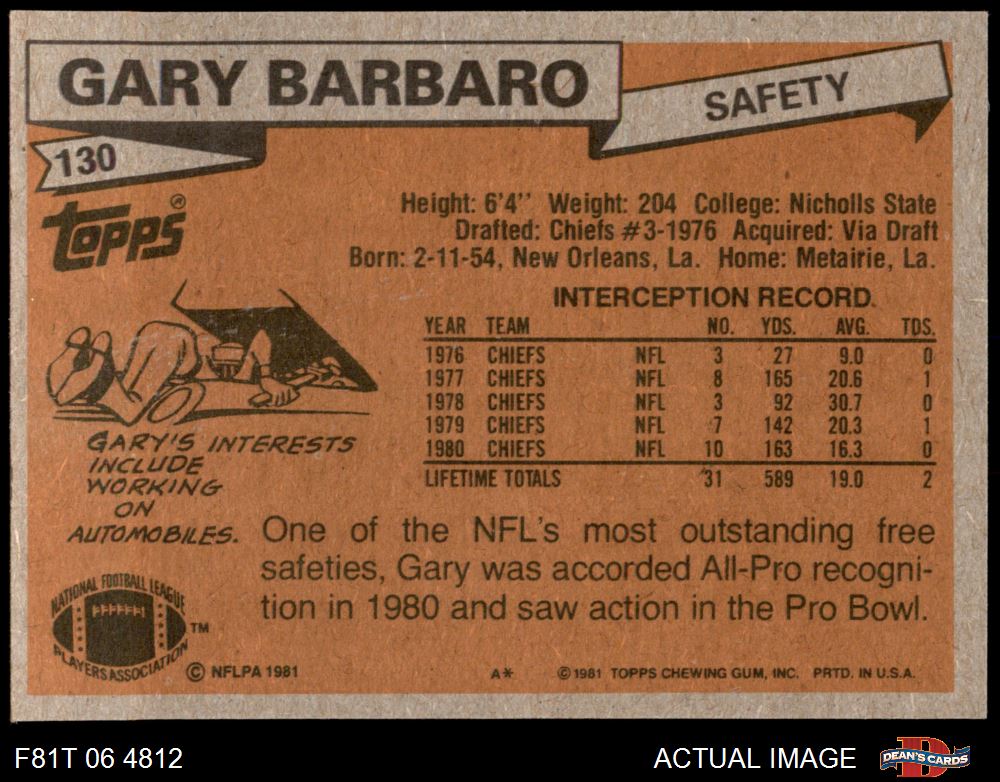 GARY BARBARO
SAFETY
130
TOPPS®
Height: 6'4'' Weight: 204 College: Nicholls State
Drafted: Chiefs #3-1976 Acquired: Via Draft
Born: 2-11-54, New Orleans, La. Home: Metairie, La.
INTERCEPTION RECORD
YEAR TEAM NO. YDS. AVG. TDS.
1976 CHIEFS NFL 3 27 9.0 0
1977 CHIEFS NFL 8 165 20.6 1
1978 CHIEFS NFL 3 92 30.7 0
1979 CHIEFS NFL 7 142 20.3 1
1980 CHIEFS NFL 10 163 16.3 0
LIFETIME TOTALS 31 589 19.0 2
GARY'S INTERESTS
INCLUDE
WORKING
ON
AUTOMOBILES.
One of the NFL's most outstanding free
safeties, Gary was accorded All-Pro recogni-
tion in 1980 and saw action in the Pro Bowl.
NATIONAL FOOTBALL LEAGUE
PLAYERS ASSOCIATION
TM
© NFLPA 1981
A* © 1981 TOPPS CHEWING GUM, INC. PRTD. IN U.S.A.
F81T 06 4812
ACTUAL IMAGE
DEAN'S CARDS